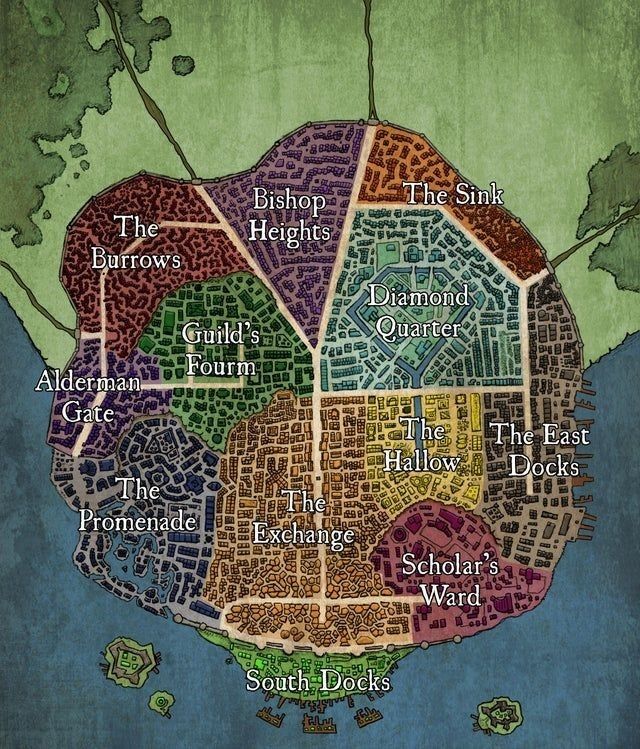 The Sink
Bishop
Heights
The
Burrows
Diamond
Quarter
Guild's
Fourm
Alderman
Gate
The
Hallow
The East
Docks
The
Promenade
The
Exchange
Scholar's
Ward
South Docks